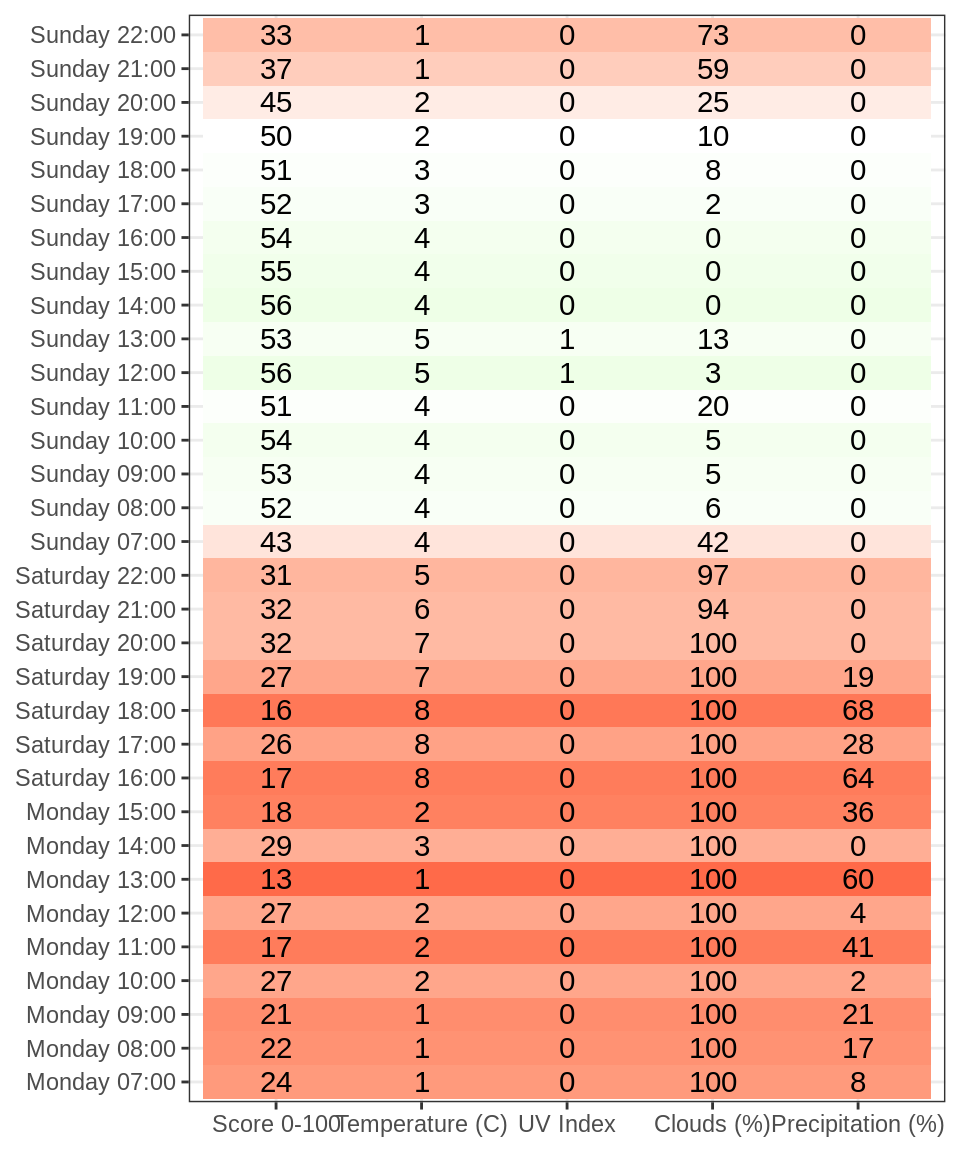 Sunday 22:00 33 1 0 73 0
Sunday 21:00 37 1 0 59 0
Sunday 20:00 45 2 0 25 0
Sunday 19:00 50 2 0 10 0
Sunday 18:00 51 3 0 8 0
Sunday 17:00 52 3 0 2 0
Sunday 16:00 54 4 0 0 0
Sunday 15:00 55 4 0 0 0
Sunday 14:00 56 4 0 0 0
Sunday 13:00 53 5 1 13 0
Sunday 12:00 56 5 1 3 0
Sunday 11:00 51 4 0 20 0
Sunday 10:00 54 4 0 5 0
Sunday 09:00 53 4 0 5 0
Sunday 08:00 52 4 0 6 0
Sunday 07:00 43 4 0 42 0
Saturday 22:00 31 5 0 97 0
Saturday 21:00 32 6 0 94 0
Saturday 20:00 32 7 0 100 0
Saturday 19:00 27 7 0 100 19
Saturday 18:00 16 8 0 100 68
Saturday 17:00 26 8 0 100 28
Saturday 16:00 17 8 0 100 64
Monday 15:00 18 2 0 100 36
Monday 14:00 29 3 0 100 0
Monday 13:00 13 1 0 100 60
Monday 12:00 27 2 0 100 4
Monday 11:00 17 2 0 100 41
Monday 10:00 27 2 0 100 2
Monday 09:00 21 1 0 100 21
Monday 08:00 22 1 0 100 17
Monday 07:00 24 1 0 100 8
Score 0-100 Temperature (C) UV Index Clouds (%) Precipitation (%)